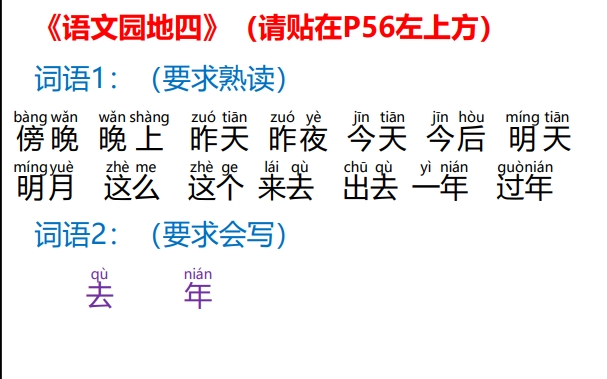 《语文园地四》（请贴在P56左上方）
词语1：（要求熟读）
bàng wǎn wǎn shàng zuó tiān zuó yè jīn tiān jīn hòu míng tiān
傍晚 晚上 昨天 昨夜 今天 今后 明天
míng yuè zhè me zhè ge lái qù chū qù yì nián guò nián
明月 这么 这个 来去 出去 一年 过年
词语2：（要求会写）
qù nián
去 年